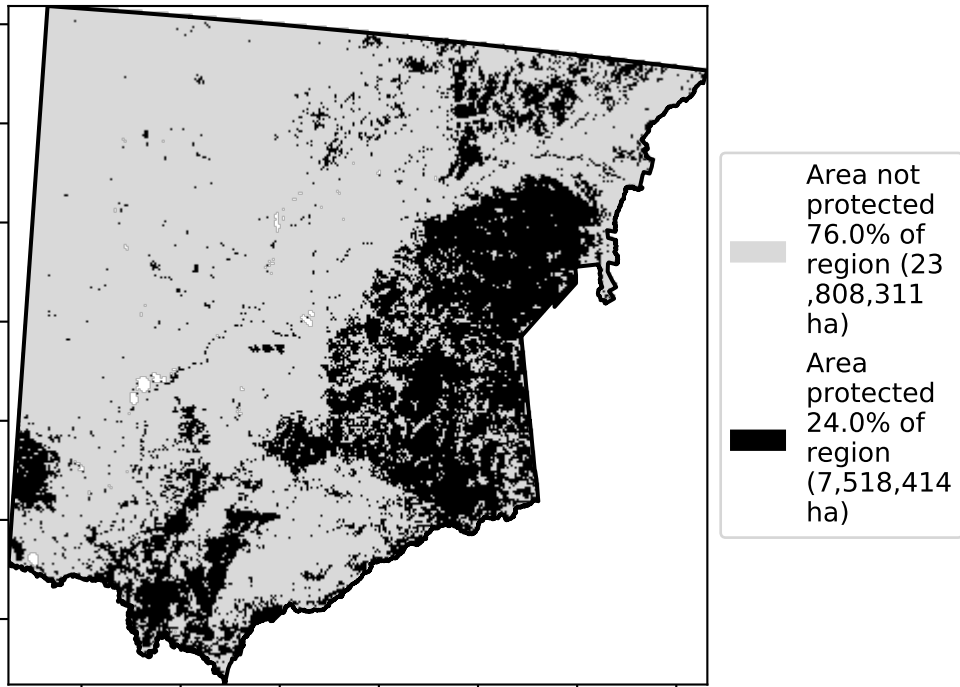 Area not
protected
76.0% of
region (23
,808,311
ha)
Area
protected
24.0% of
region
(7,518,414
ha)